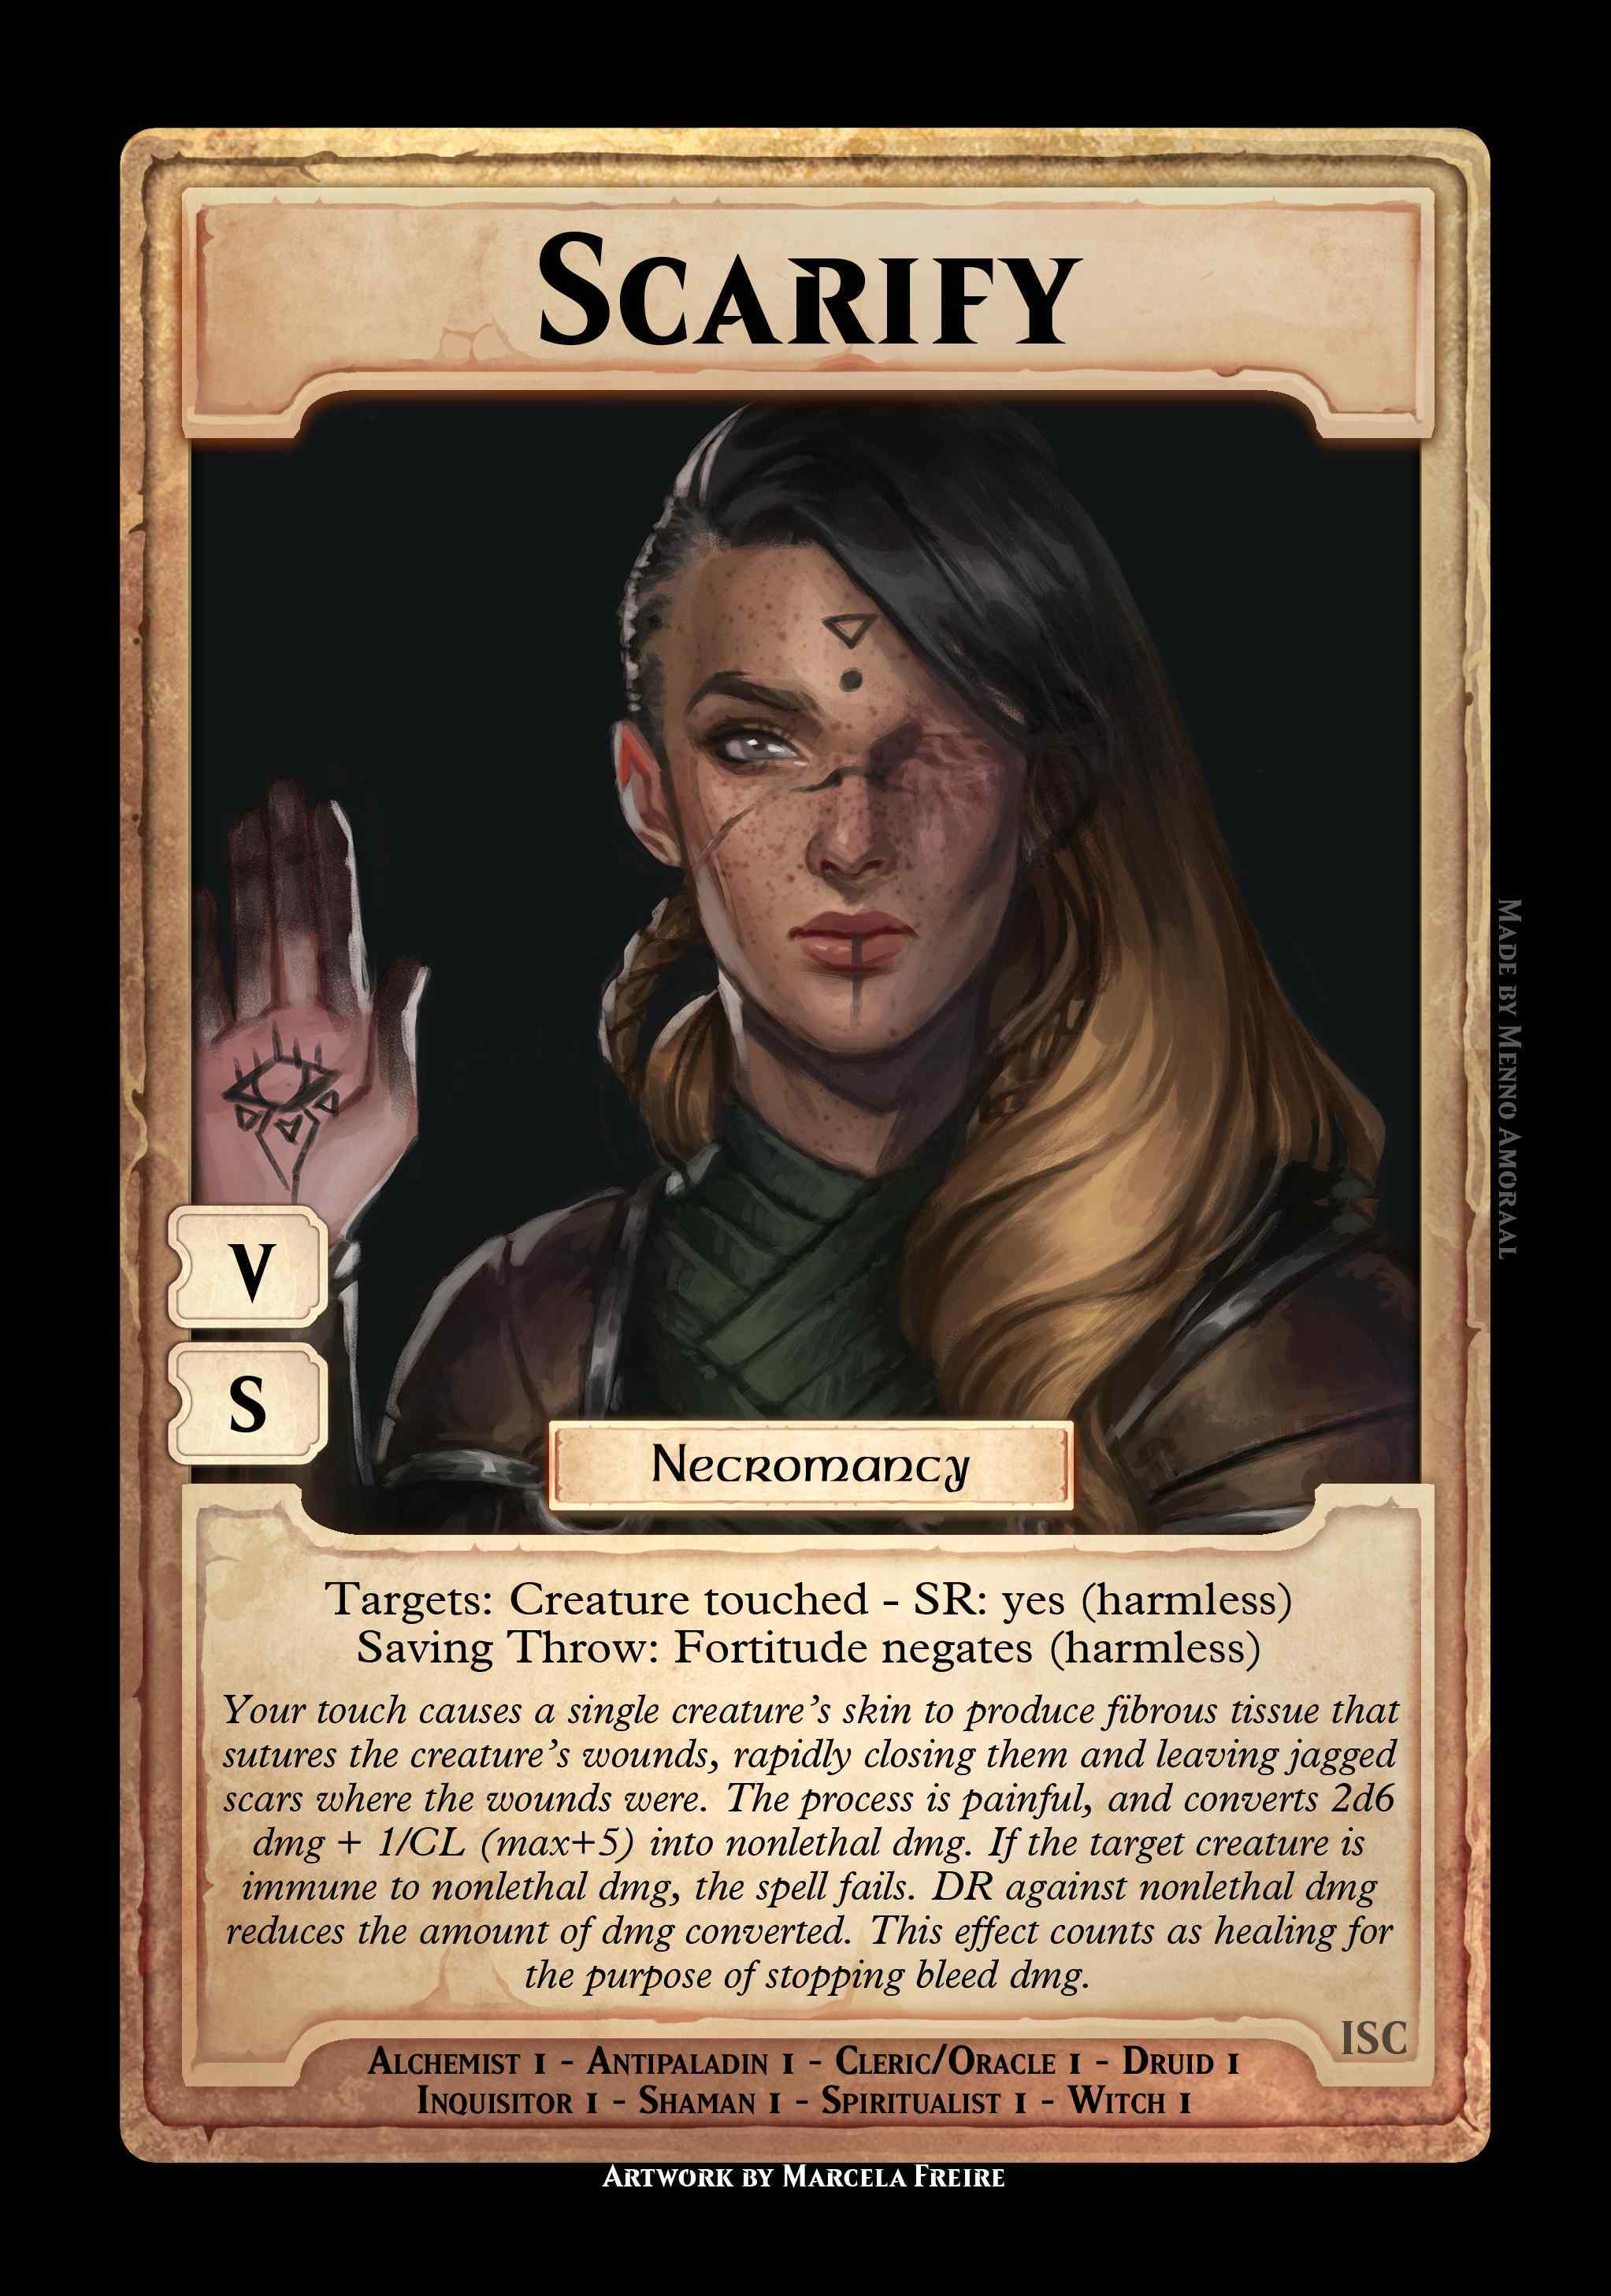 Scarify
V
S
Necromancy
Targets: Creature touched - SR: yes (harmless)
Saving Throw: Fortitude negates (harmless)
Your touch causes a single creature's skin to produce fibrous tissue that
sutures the creature's wounds, rapidly closing them and leaving jagged
scars where the wounds were. The process is painful, and converts 2d6
dmg + 1/CL (max+5) into nonlethal dmg. If the target creature is
immune to nonlethal dmg, the spell fails. DR against nonlethal dmg
reduces the amount of dmg converted. This effect counts as healing for
the purpose of stopping bleed dmg.
ISC
Alchemist 1 - Antipaladin 1 - Cleric/Oracle 1 - Druid 1
Inquisitor 1 - Shaman 1 - Spiritualist 1 - Witch 1
Artwork by Marcela Freire
Made by Menno Amoraal